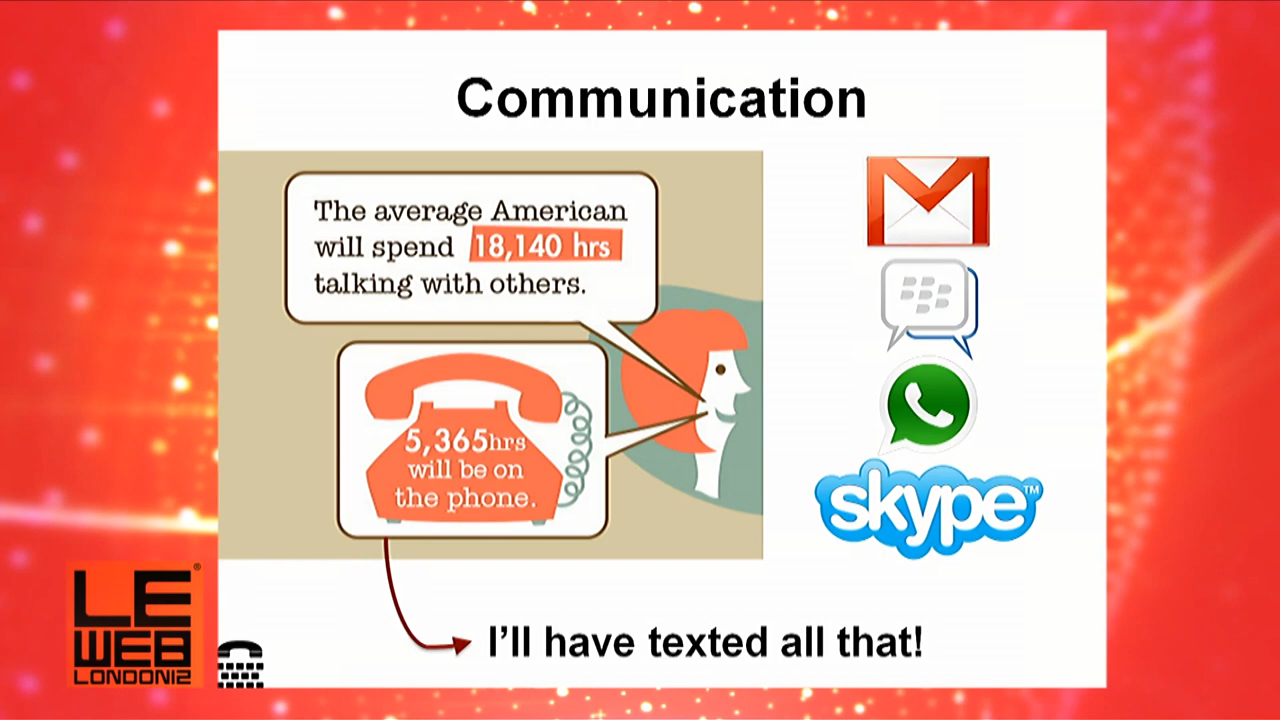 Communication
The average American
will spend 18,140 hrs
talking with others.
5,365hrs
will be on
the phone.
skype™
I'll have texted all that!
LE®
WEB
LONDON12